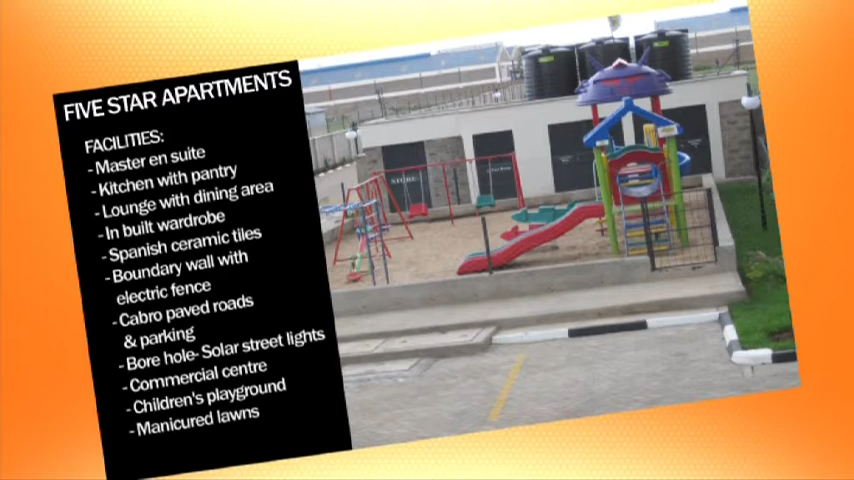 FIVE STAR APARTMENTS
FACILITIES:
- Master en suite
- Kitchen with pantry
- Lounge with dining area
- In built wardrobe
- Spanish ceramic tiles
- Boundary wall with
electric fence
- Cabro paved roads
& parking
- Bore hole- Solar street lights
- Commercial centre
- Children's playground
- Manicured lawns
STORE